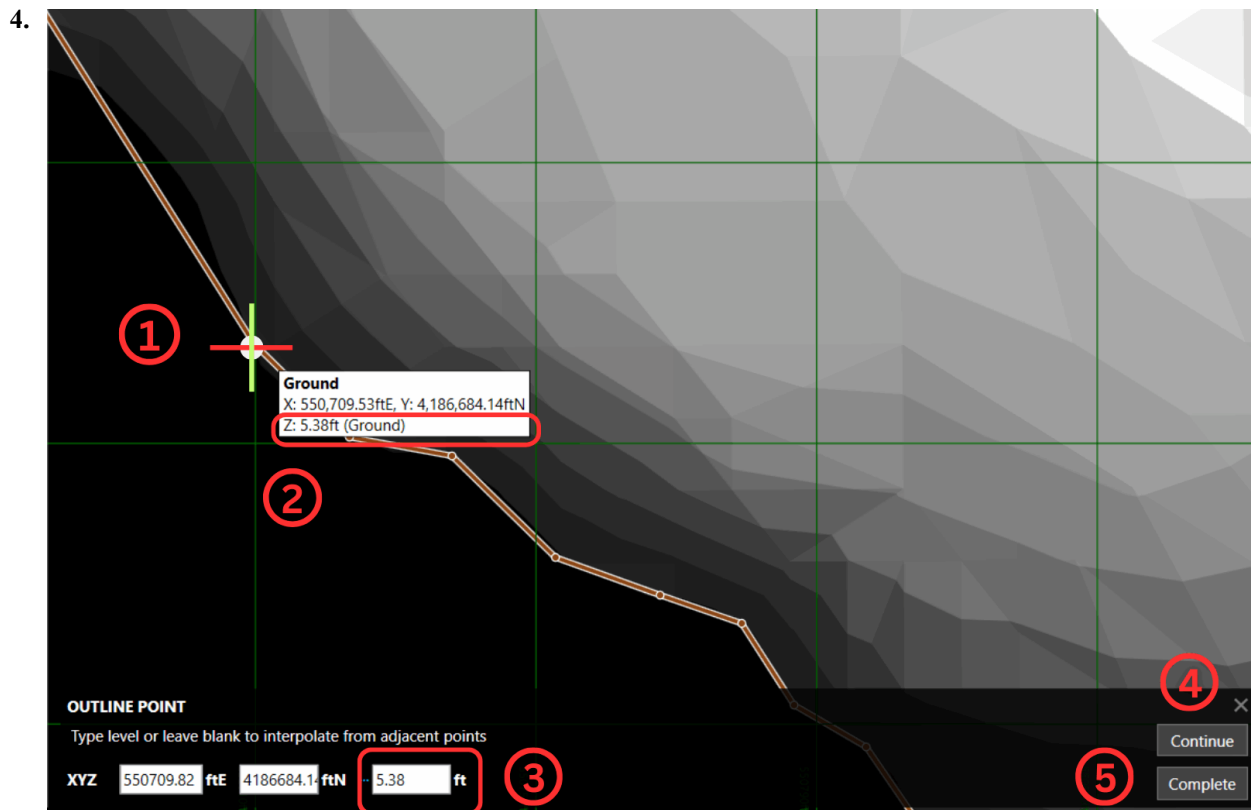 4.
1
Ground
X: 550,709.53ftE, Y: 4,186,684.14ftN
Z: 5.38ft (Ground)
2
4
OUTLINE POINT
Type level or leave blank to interpolate from adjacent points
Continue
XYZ 550709.82 ftE 4186684.14 ftN 5.38 ft
3
5
Complete